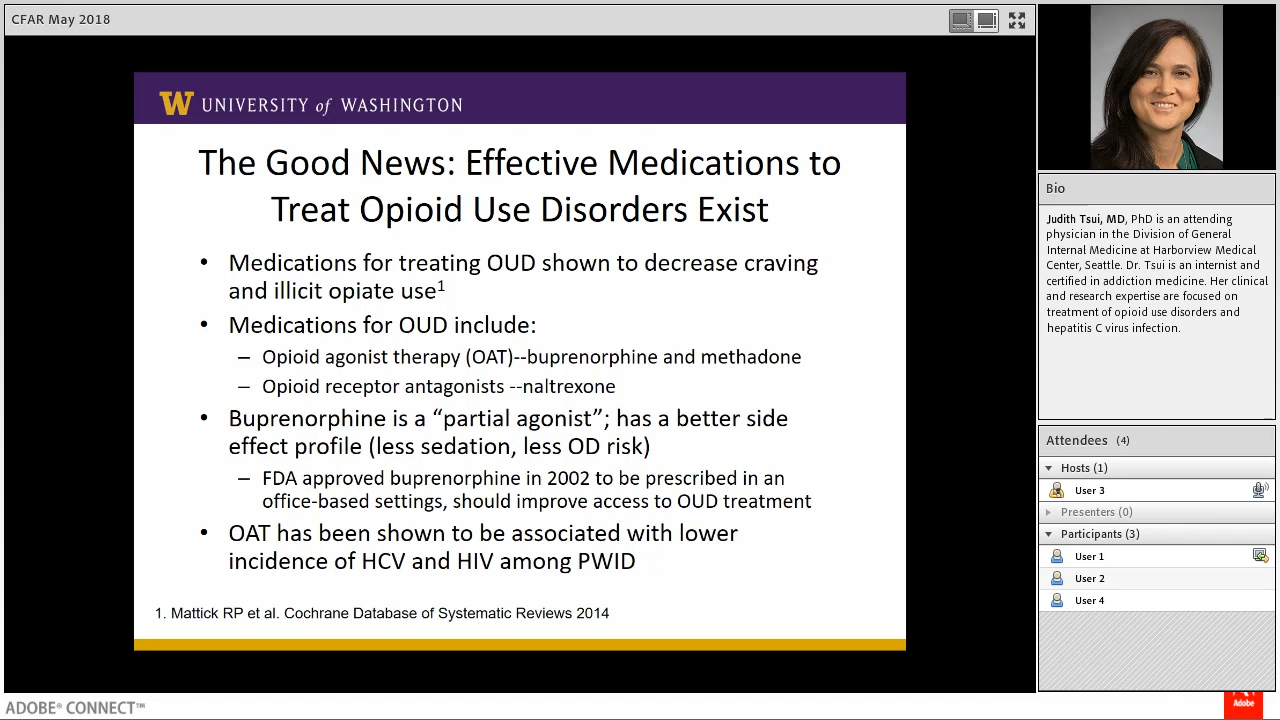 CFAR May 2018
W UNIVERSITY of WASHINGTON
The Good News: Effective Medications to
Treat Opioid Use Disorders Exist
• Medications for treating OUD shown to decrease craving
and illicit opiate use1
• Medications for OUD include:
– Opioid agonist therapy (OAT)--buprenorphine and methadone
– Opioid receptor antagonists --naltrexone
• Buprenorphine is a “partial agonist”; has a better side
effect profile (less sedation, less OD risk)
– FDA approved buprenorphine in 2002 to be prescribed in an
office-based settings, should improve access to OUD treatment
• OAT has been shown to be associated with lower
incidence of HCV and HIV among PWID
1. Mattick RP et al. Cochrane Database of Systematic Reviews 2014
Bio
Judith Tsui, MD, PhD is an attending
physician in the Division of General
Internal Medicine at Harborview Medical
Center, Seattle. Dr. Tsui is an internist and
certified in addiction medicine. Her clinical
and research expertise are focused on
treatment of opioid use disorders and
hepatitis C virus infection.
Attendees (4)
Hosts (1)
User 3
Presenters (0)
Participants (3)
User 1
User 2
User 4
ADOBE® CONNECT™
Adobe